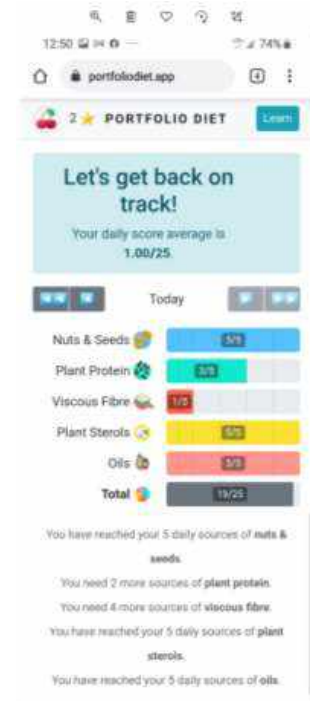 12:50
74%
portfoliodiet.app
4
2 PORTFOLIO DIET
Learn
Let's get back on
track!
Your daily score average is
1.00/25.
Today
Nuts & Seeds 5/5
Plant Protein 3/5
Viscous Fibre 1/5
Plant Sterols 5/5
Oils 5/5
Total 19/25
You have reached your 5 daily sources of nuts &
seeds.
You need 2 more sources of plant protein.
You need 4 more sources of viscous fibre.
You have reached your 5 daily sources of plant
sterols.
You have reached your 5 daily sources of oils.